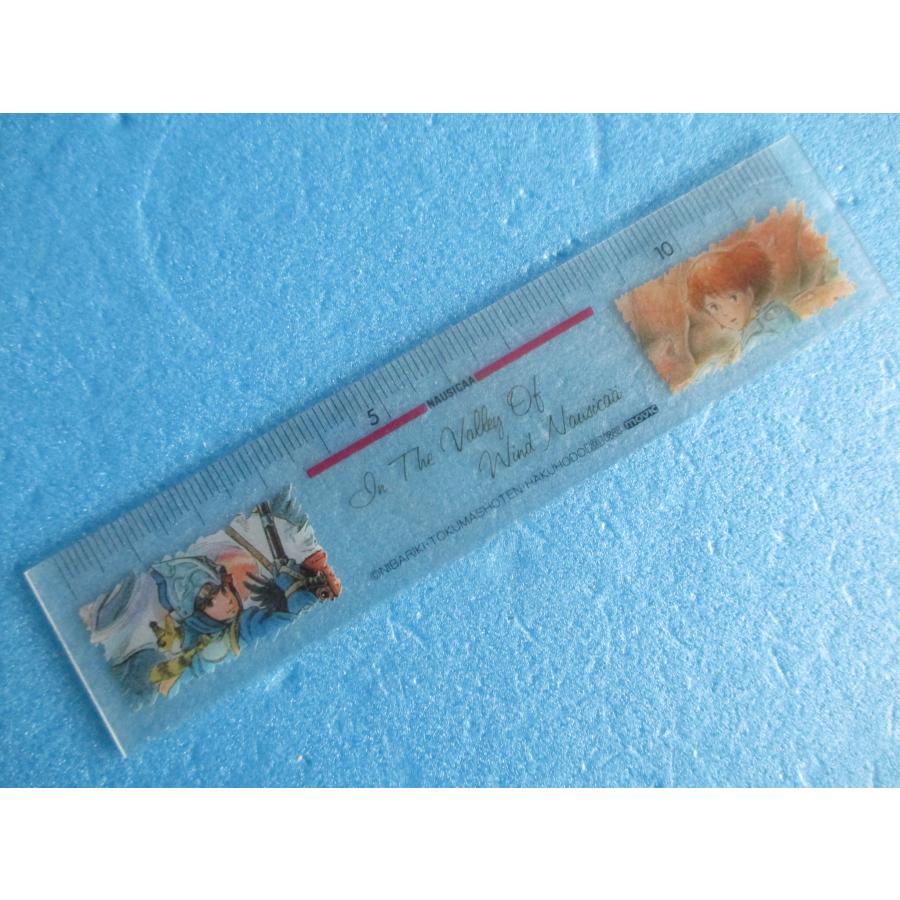 5
10
NAUSICAA
In The Valley Of
Wind Nausicaä
©NIBARIKI·TOKUMASHOTEN·HAKUHODO movic